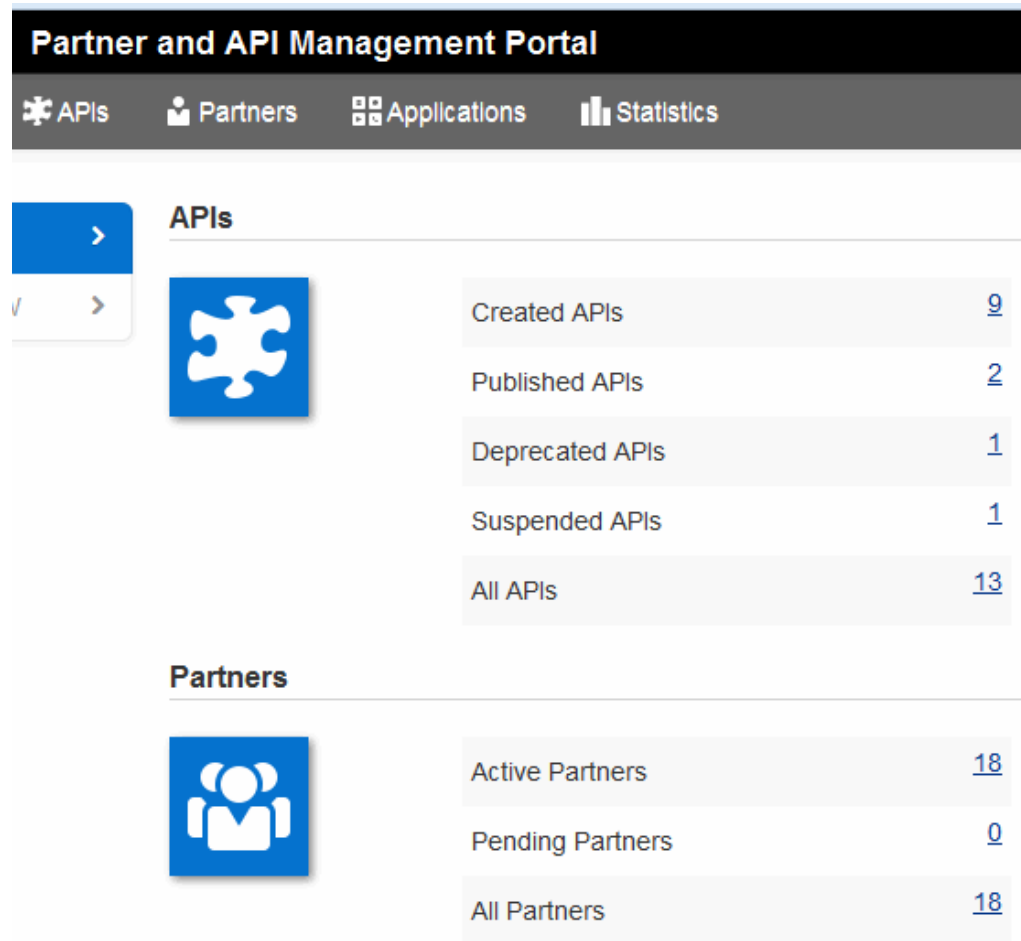 Partner and API Management Portal
APIs Partners Applications Statistics
APIs
Created APIs 9
Published APIs 2
Deprecated APIs 1
Suspended APIs 1
All APIs 13
Partners
Active Partners 18
Pending Partners 0
All Partners 18